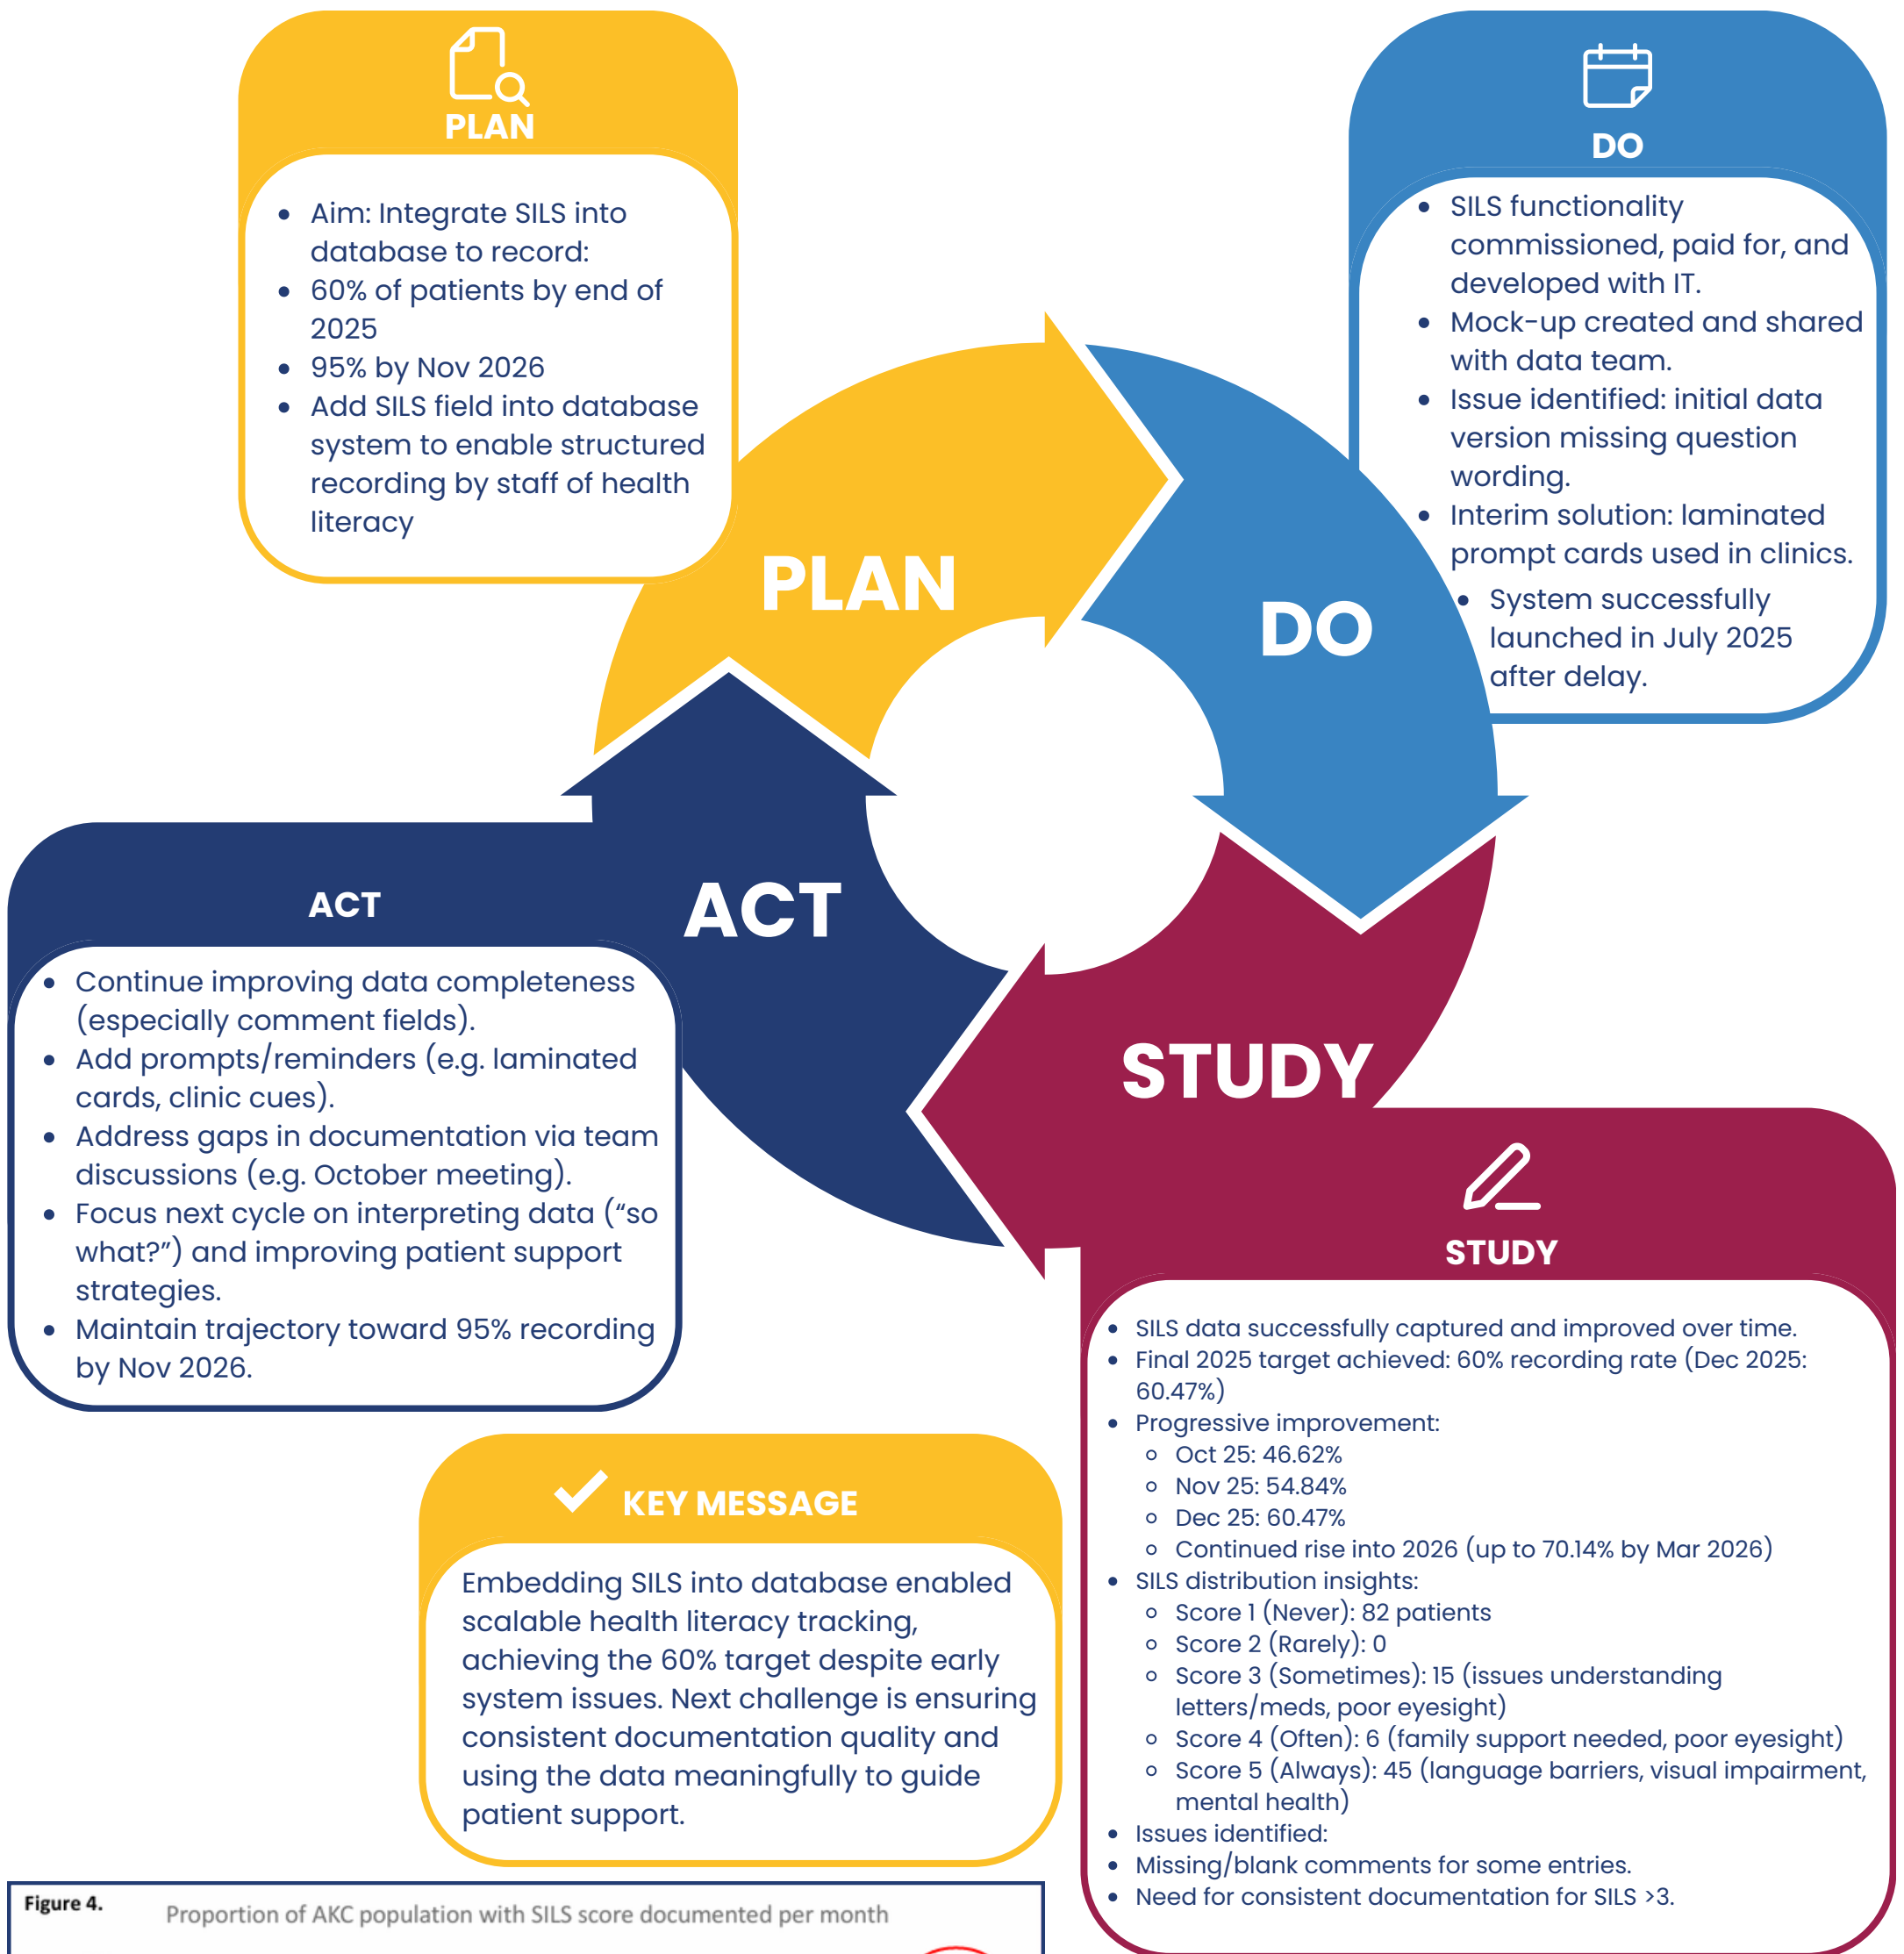 PLAN
• Aim: Integrate SILS into
database to record:
• 60% of patients by end of
2025
• 95% by Nov 2026
• Add SILS field into database
system to enable structured
recording by staff of health
literacy
DO
• SILS functionality
commissioned, paid for, and
developed with IT.
• Mock-up created and shared
with data team.
• Issue identified: initial data
version missing question
wording.
• Interim solution: laminated
prompt cards used in clinics.
• System successfully
launched in July 2025
after delay.
PLAN
DO
ACT
STUDY
ACT
• Continue improving data completeness
(especially comment fields).
• Add prompts/reminders (e.g. laminated
cards, clinic cues).
• Address gaps in documentation via team
discussions (e.g. October meeting).
• Focus next cycle on interpreting data (“so
what?”) and improving patient support
strategies.
• Maintain trajectory toward 95% recording
by Nov 2026.
STUDY
• SILS data successfully captured and improved over time.
• Final 2025 target achieved: 60% recording rate (Dec 2025:
60.47%)
• Progressive improvement:
◦ Oct 25: 46.62%
◦ Nov 25: 54.84%
◦ Dec 25: 60.47%
◦ Continued rise into 2026 (up to 70.14% by Mar 2026)
• SILS distribution insights:
◦ Score 1 (Never): 82 patients
◦ Score 2 (Rarely): 0
◦ Score 3 (Sometimes): 15 (issues understanding
letters/meds, poor eyesight)
◦ Score 4 (Often): 6 (family support needed, poor eyesight)
◦ Score 5 (Always): 45 (language barriers, visual impairment,
mental health)
• Issues identified:
• Missing/blank comments for some entries.
• Need for consistent documentation for SILS >3.
KEY MESSAGE
Embedding SILS into database enabled
scalable health literacy tracking,
achieving the 60% target despite early
system issues. Next challenge is ensuring
consistent documentation quality and
using the data meaningfully to guide
patient support.
Figure 4.
Proportion of AKC population with SILS score documented per month